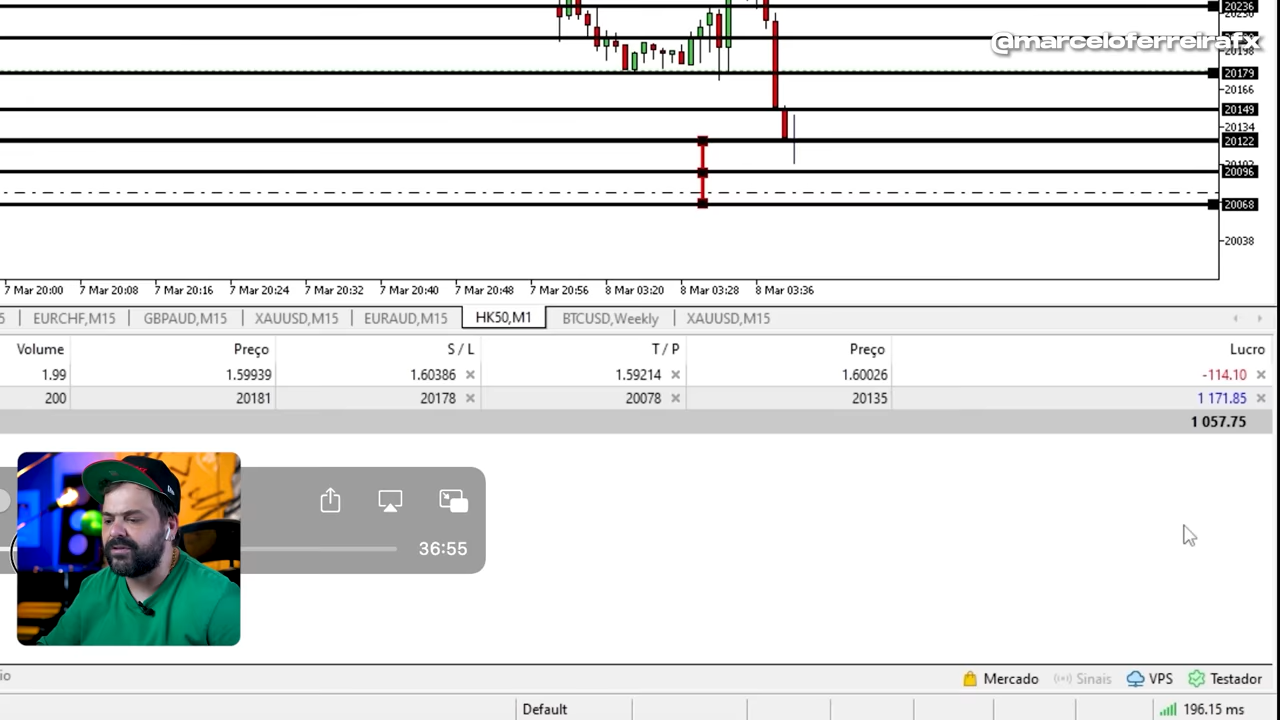 20236
@marceloferreirafx
20198
20179
20166
20149
20134
20122
20096
20068
20038
7 Mar 20:00 7 Mar 20:08 7 Mar 20:16 7 Mar 20:24 7 Mar 20:32 7 Mar 20:40 7 Mar 20:48 7 Mar 20:56 8 Mar 03:20 8 Mar 03:28 8 Mar 03:36
5 EURCHF,M15 GBPAUD,M15 XAUUSD,M15 EURAUD,M15 HK50,M1 BTCUSD,Weekly XAUUSD,M15
Volume Preço S / L T / P Preço Lucro
1.99 1.59939 1.60386 1.59214 1.60026 -114.10
200 20181 20178 20078 20135 1 171.85
1 057.75
36:55
io Mercado Sinais VPS Testador
Default 196.15 ms